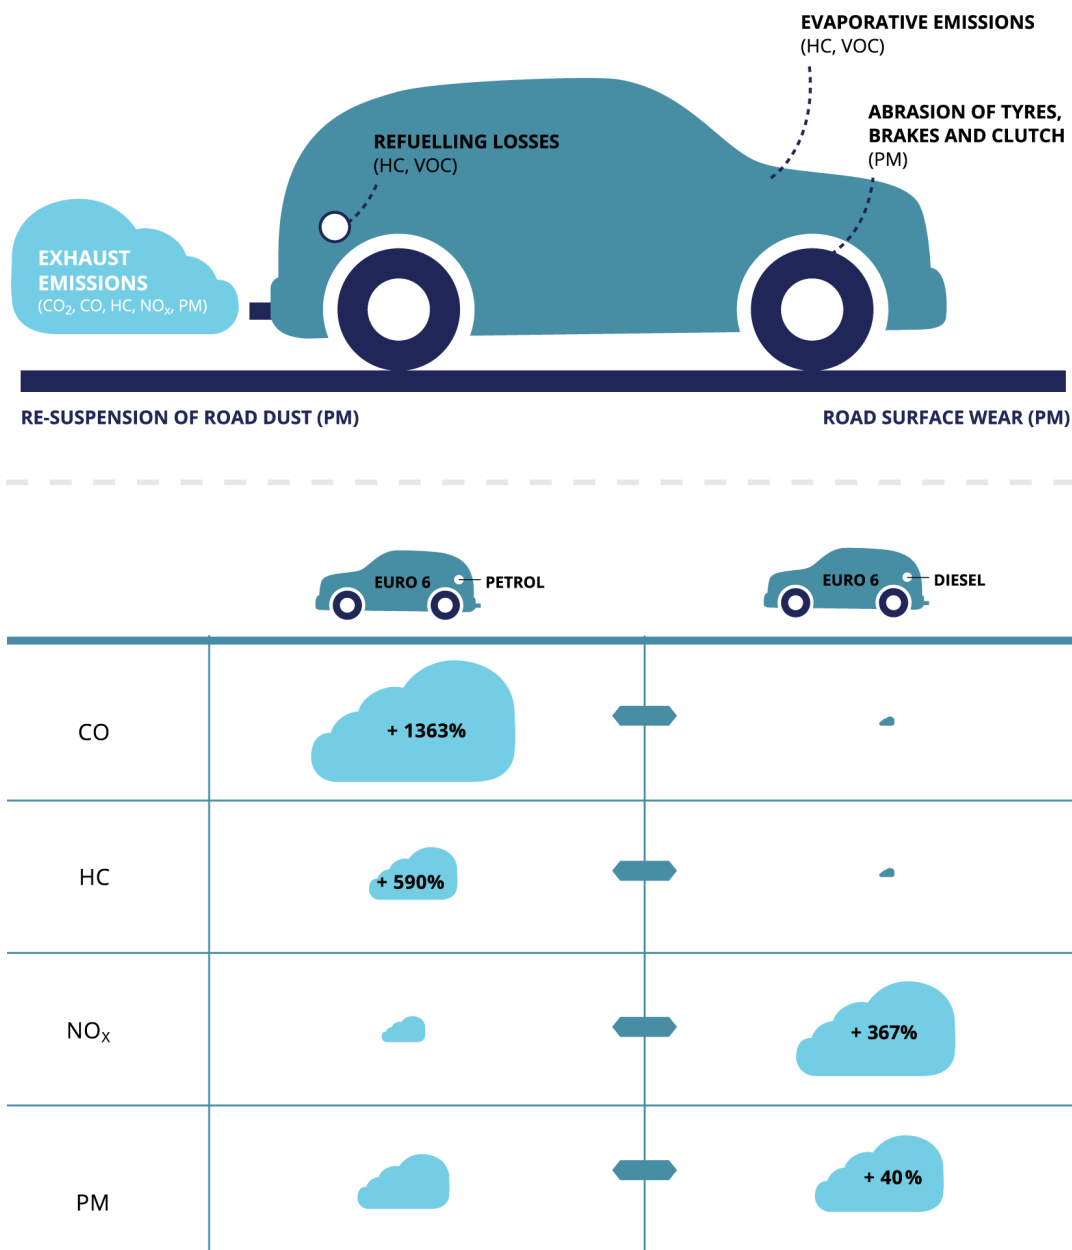 EVAPORATIVE EMISSIONS
(HC, VOC)
ABRASION OF TYRES,
BRAKES AND CLUTCH
(PM)
REFUELLING LOSSES
(HC, VOC)
EXHAUST
EMISSIONS
(CO₂, CO, HC, NOₓ, PM)
RE-SUSPENSION OF ROAD DUST (PM)
ROAD SURFACE WEAR (PM)
EURO 6
PETROL
EURO 6
DIESEL
CO
+ 1363%
HC
+ 590%
NOₓ
+ 367%
PM
+ 40%